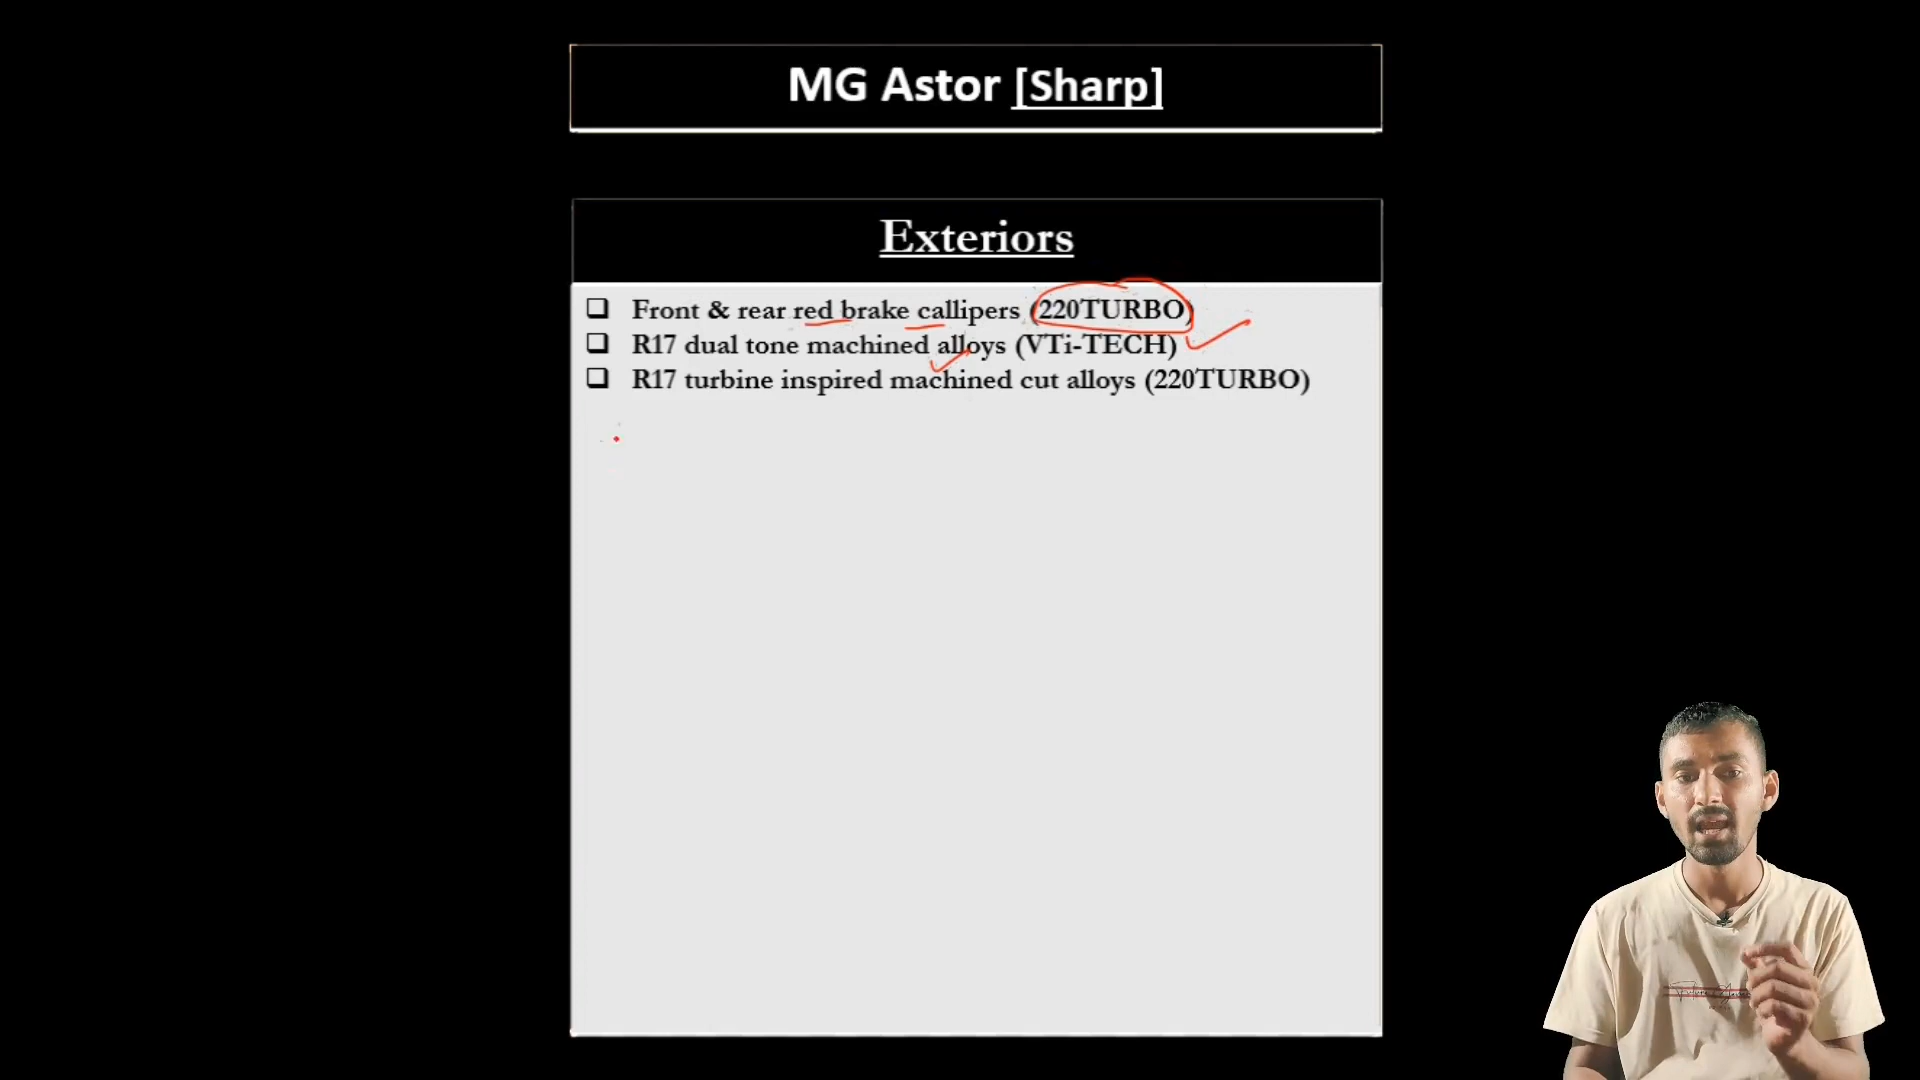 MG Astor [Sharp]
Exteriors
Front & rear red brake callipers (220TURBO)
R17 dual tone machined alloys (VTi-TECH)
R17 turbine inspired machined cut alloys (220TURBO)